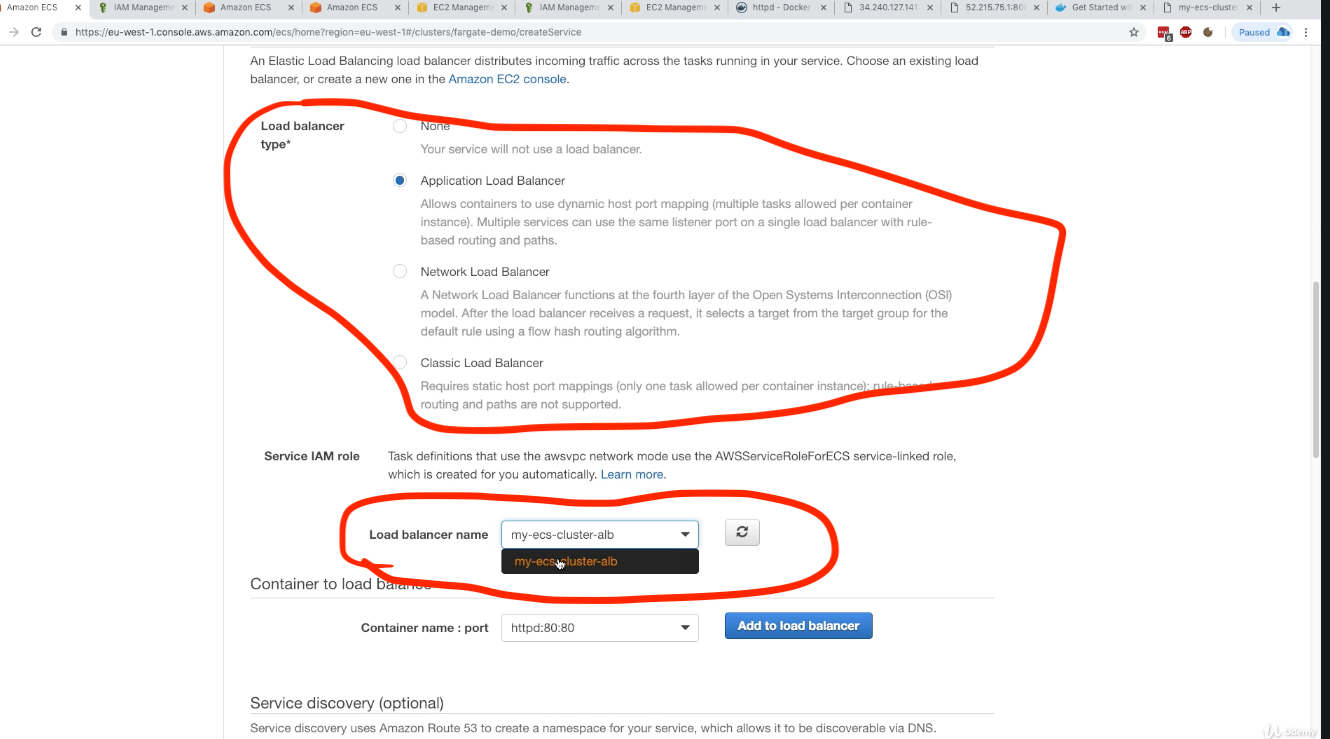 Amazon ECS
IAM Manageme
Amazon ECS
Amazon ECS
EC2 Managem
IAM Manageme
EC2 Managem
httpd - Docker
34.240.127.141
52.215.75.1:80
Get Started wit
my-ecs-cluster
https://eu-west-1.console.aws.amazon.com/ecs/home?region=eu-west-1#/clusters/fargate-demo/createService
ABP
Paused
An Elastic Load Balancing load balancer distributes incoming traffic across the tasks running in your service. Choose an existing load
balancer, or create a new one in the Amazon EC2 console.
Load balancer
type*
None
Your service will not use a load balancer.
Application Load Balancer
Allows containers to use dynamic host port mapping (multiple tasks allowed per container
instance). Multiple services can use the same listener port on a single load balancer with rule-
based routing and paths.
Network Load Balancer
A Network Load Balancer functions at the fourth layer of the Open Systems Interconnection (OSI)
model. After the load balancer receives a request, it selects a target from the target group for the
default rule using a flow hash routing algorithm.
Classic Load Balancer
Requires static host port mappings (only one task allowed per container instance); rule-based
routing and paths are not supported.
Service IAM role
Task definitions that use the awsvpc network mode use the AWSServiceRoleForECS service-linked role,
which is created for you automatically. Learn more.
Load balancer name
my-ecs-cluster-alb
my-ecs-cluster-alb
Container to load balance
Container name : port
httpd:80:80
Add to load balancer
Service discovery (optional)
Service discovery uses Amazon Route 53 to create a namespace for your service, which allows it to be discoverable via DNS.
Udemy